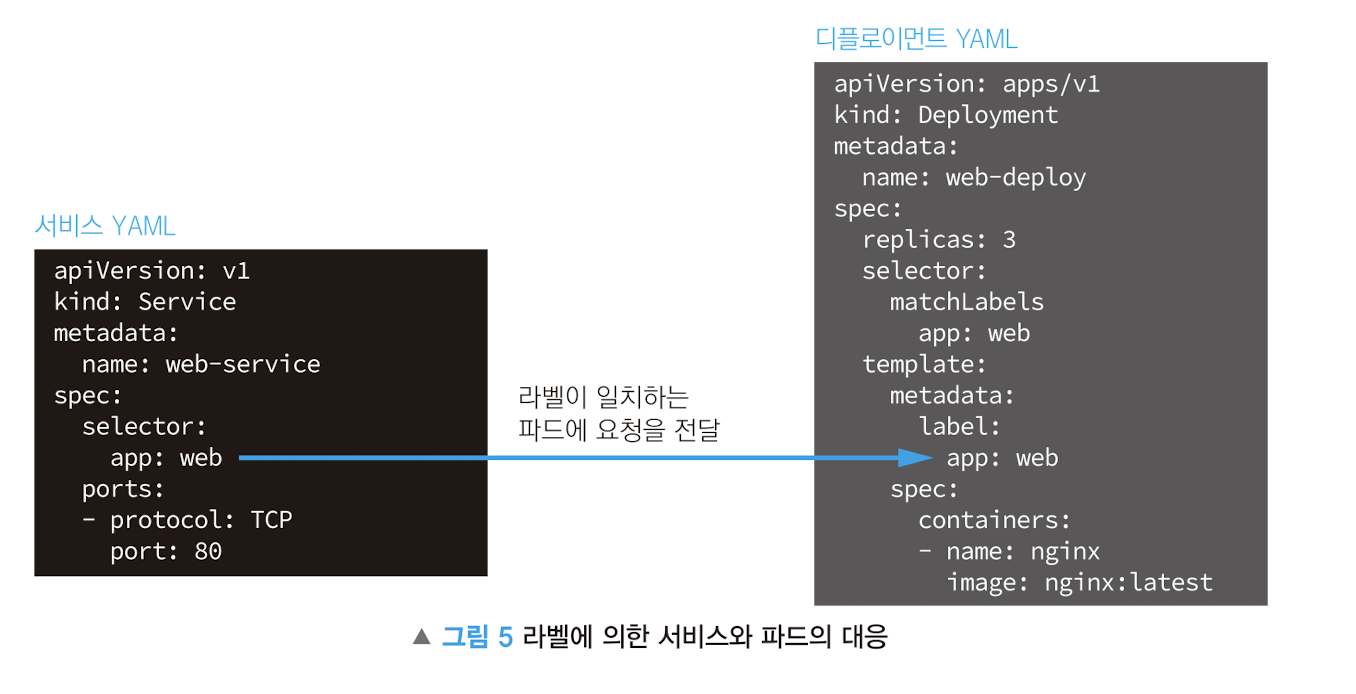 서비스 YAML
apiVersion: v1
kind: Service
metadata:
  name: web-service
spec:
  selector:
    app: web
  ports:
  - protocol: TCP
    port: 80
라벨이 일치하는
파드에 요청을 전달
디플로이먼트 YAML
apiVersion: apps/v1
kind: Deployment
metadata:
  name: web-deploy
spec:
  replicas: 3
  selector:
    matchLabels
      app: web
  template:
    metadata:
      label:
        app: web
    spec:
      containers:
      - name: nginx
        image: nginx:latest
▲ 그림 5 라벨에 의한 서비스와 파드의 대응